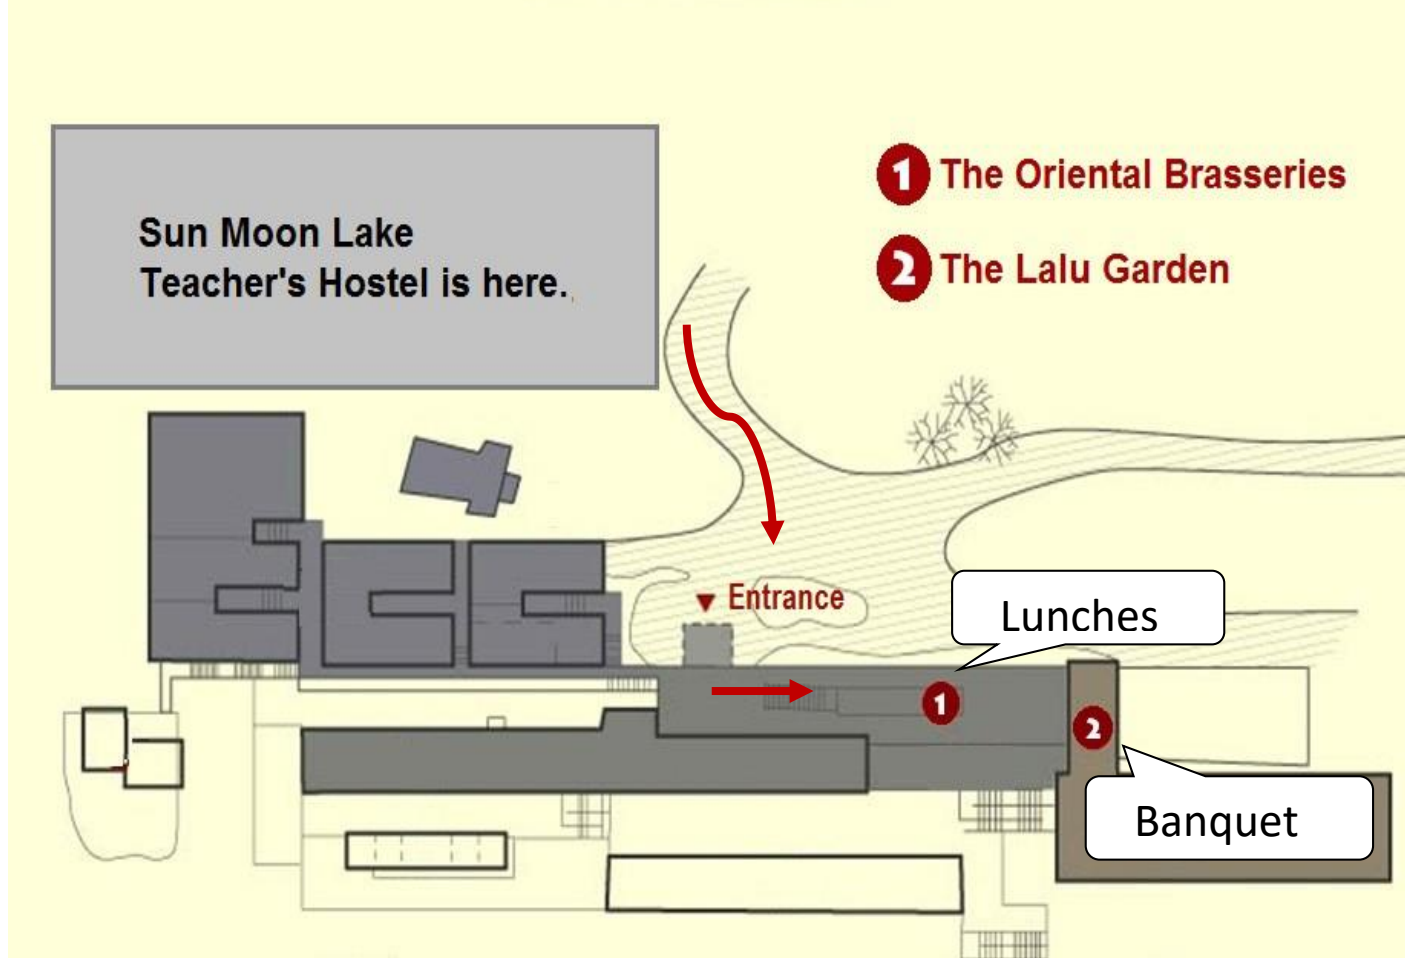 Sun Moon Lake
Teacher's Hostel is here.
1 The Oriental Brasseries
2 The Lalu Garden
Entrance
Lunches
1
2
Banquet